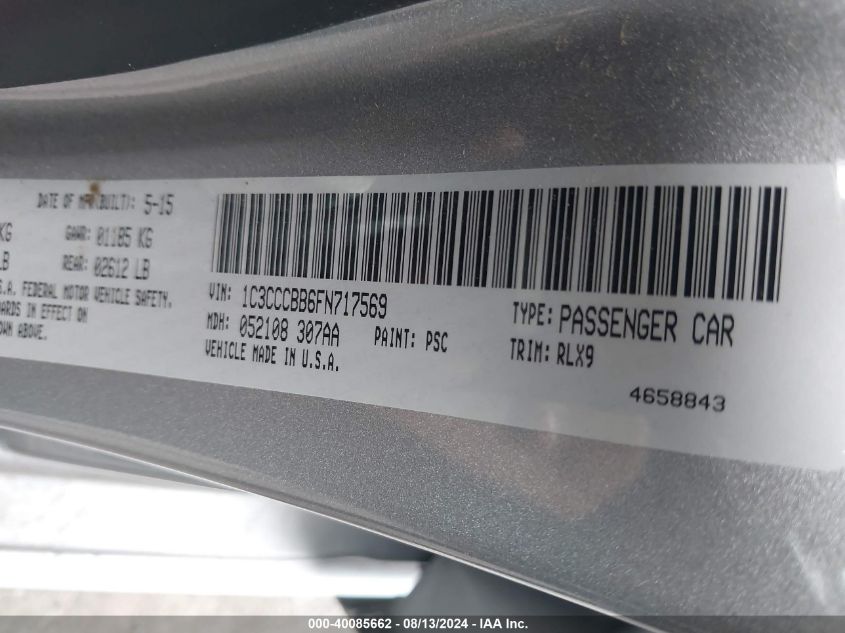 DATE OF MFR(BUILT): 5-15
KG GAWR: 01185 KG
LB REAR: 02612 LB
S.A. FEDERAL MOTOR VEHICLE SAFETY.
ARDS IN EFFECT ON
OWN ABOVE.
VIN: 1C3CCCBB6FN717569
MDH: 052108 307AA PAINT: PSC
VEHICLE MADE IN U.S.A.
TYPE: PASSENGER CAR
TRIM: RLX9
4658843
000-40085662 - 08/13/2024 - IAA Inc.